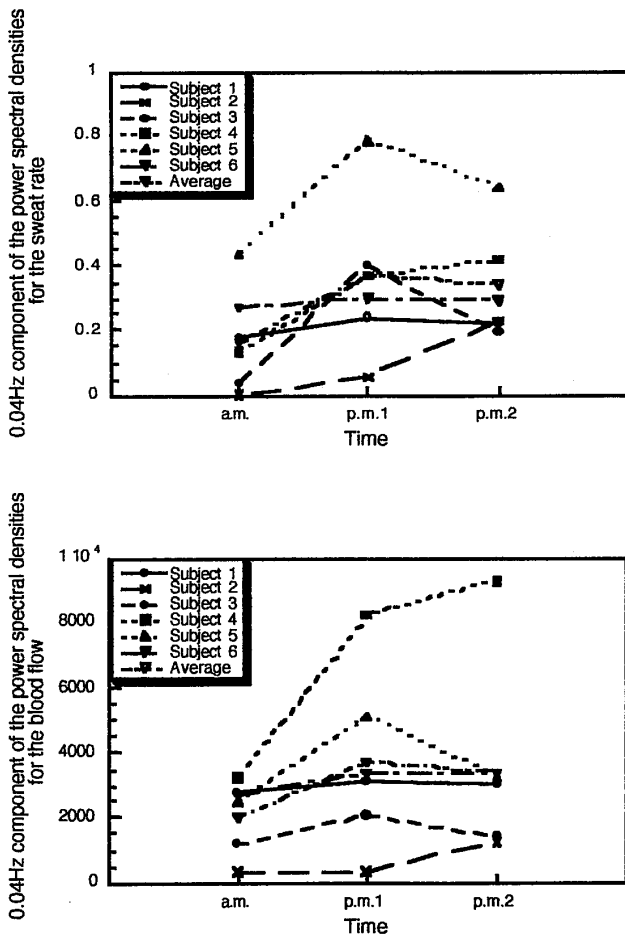 0.04Hz component of the power spectral densities
for the sweat rate
1
0.8
0.6
0.4
0.2
0
Subject 1
Subject 2
Subject 3
Subject 4
Subject 5
Subject 6
Average
a.m.
p.m.1
p.m.2
Time
0.04Hz component of the power spectral densities
for the blood flow
1 10⁴
8000
6000
4000
2000
0
Subject 1
Subject 2
Subject 3
Subject 4
Subject 5
Subject 6
Average
a.m.
p.m.1
p.m.2
Time